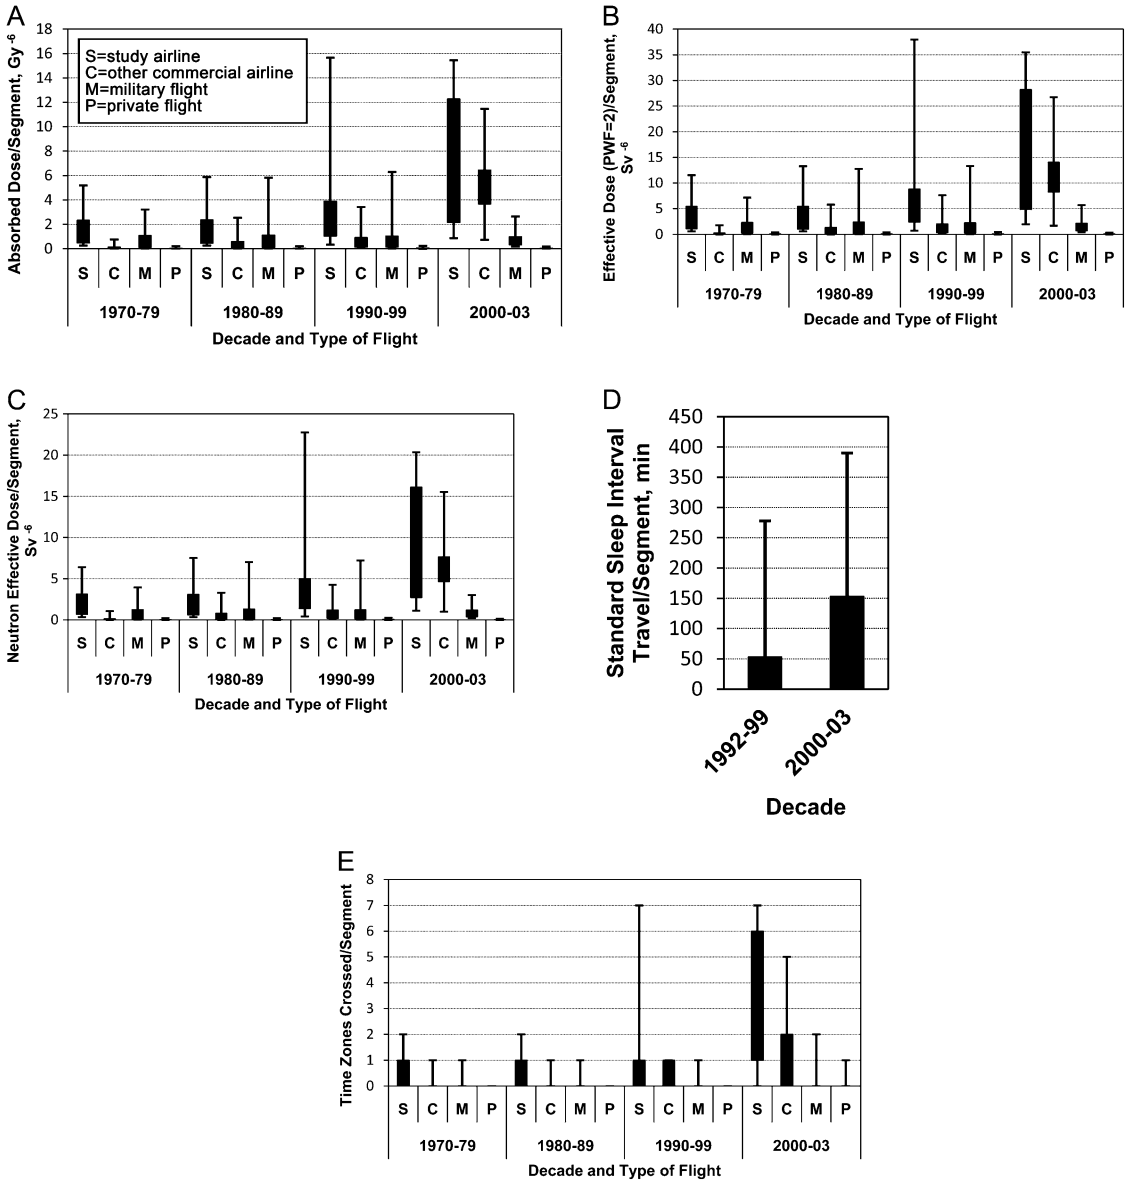 A
Absorbed Dose/Segment, Gy -6
18
16
14
12
10
8
6
4
2
0
S=study airline
C=other commercial airline
M=military flight
P=private flight
S C M P S C M P S C M P S C M P
1970-79 1980-89 1990-99 2000-03
Decade and Type of Flight
B
Effective Dose (PWF=2)/Segment,
Sv -6
40
35
30
25
20
15
10
5
0
S C M P S C M P S C M P S C M P
1970-79 1980-89 1990-99 2000-03
Decade and Type of Flight
C
Neutron Effective Dose/Segment,
Sv -6
25
20
15
10
5
0
S C M P S C M P S C M P S C M P
1970-79 1980-89 1990-99 2000-03
Decade and Type of Flight
D
Standard Sleep Interval
Travel/Segment, min
450
400
350
300
250
200
150
100
50
0
1992-99 2000-03
Decade
E
Time Zones Crossed/Segment
8
7
6
5
4
3
2
1
0
S C M P S C M P S C M P S C M P
1970-79 1980-89 1990-99 2000-03
Decade and Type of Flight